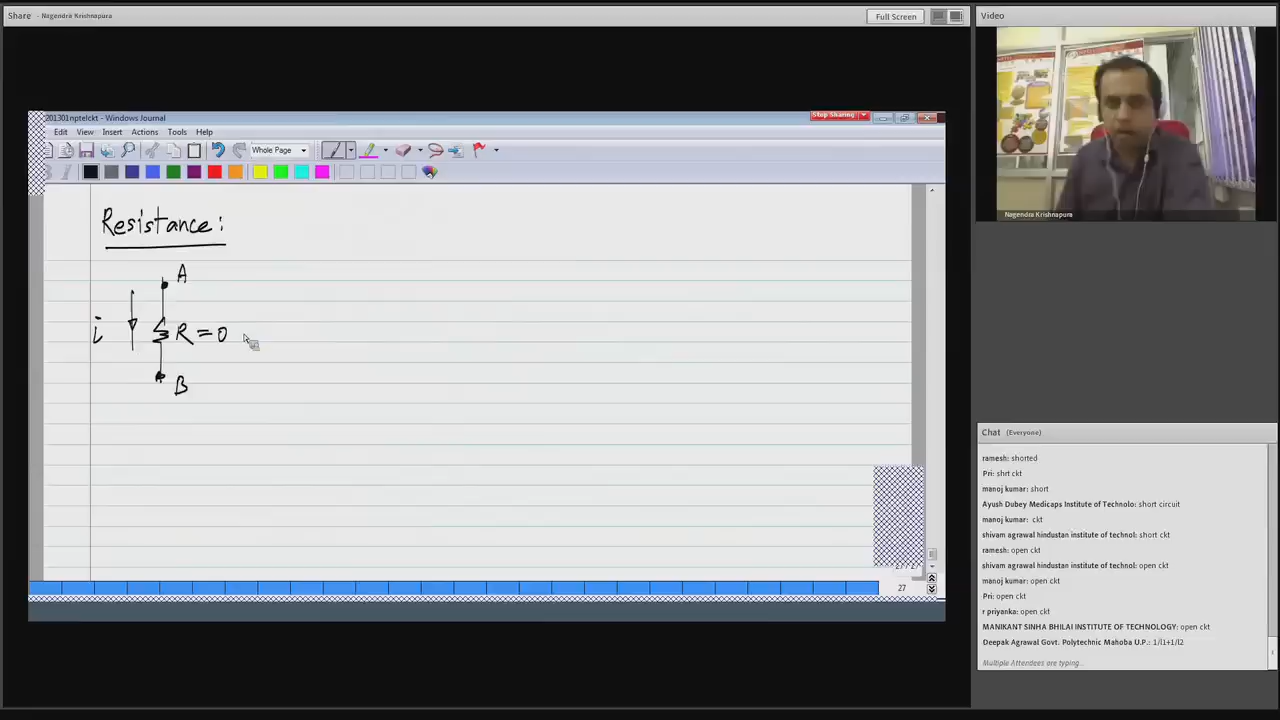 Share - Nagendra Krishnapura
Full Screen
Video
201301nptelckt - Windows Journal
Stop Sharing
Edit View Insert Actions Tools Help
Whole Page
Resistance:
A
i
R = 0
B
27
Nagendra Krishnapura
Chat (Everyone)
ramesh: shorted
Pri: shrt ckt
manoj kumar: short
Ayush Dubey Medicaps Institute of Technolo: short circuit
manoj kumar: ckt
shivam agrawal hindustan institute of technol: short ckt
ramesh: open ckt
shivam agrawal hindustan institute of technol: open ckt
manoj kumar: open ckt
Pri: open ckt
r priyanka: open ckt
MANIKANT SINHA BHILAI INSTITUTE OF TECHNOLOGY: open ckt
Deepak Agrawal Govt. Polytechnic Mahoba U.P.: 1/l1+1/l2
Multiple Attendees are typing..